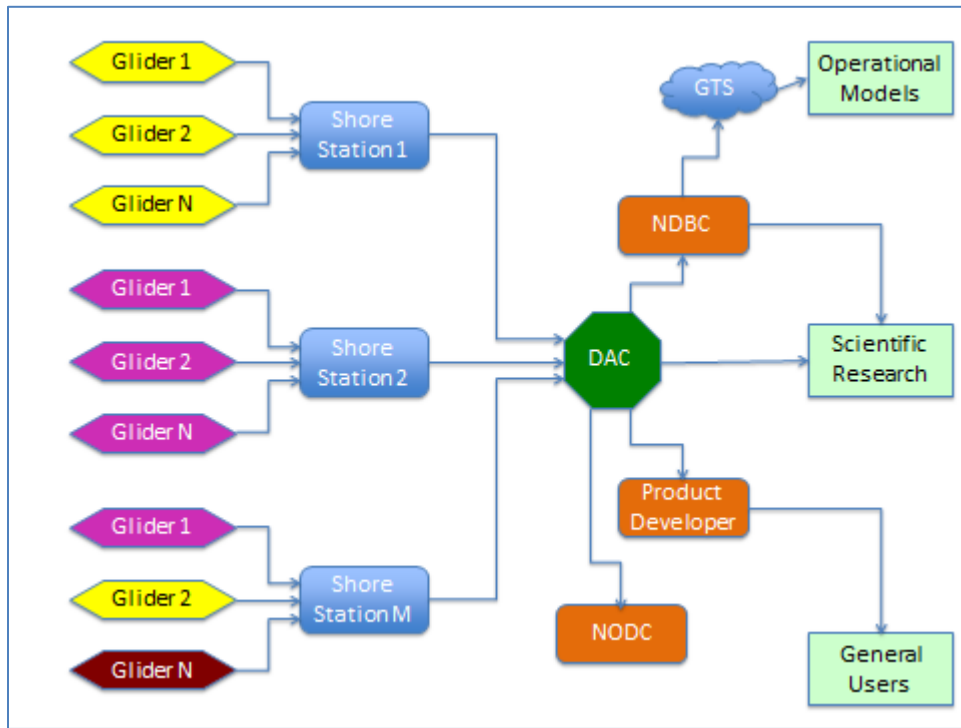 Glider 1
Glider 2
Glider N
Shore
Station 1
Glider 1
Glider 2
Glider N
Shore
Station 2
Glider 1
Glider 2
Glider N
Shore
Station M
DAC
GTS
NDBC
Product
Developer
NODC
Operational
Models
Scientific
Research
General
Users